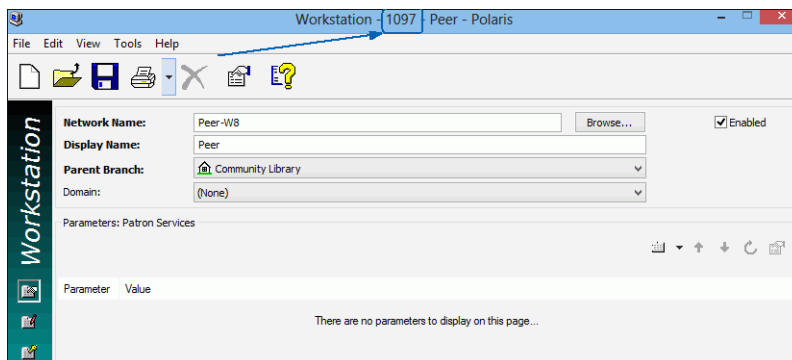 Workstation - 1097 - Peer - Polaris
File Edit View Tools Help
Workstation
Network Name: Peer-W8 Browse... Enabled
Display Name: Peer
Parent Branch: Community Library
Domain: (None)
Parameters: Patron Services
Parameter Value
There are no parameters to display on this page...